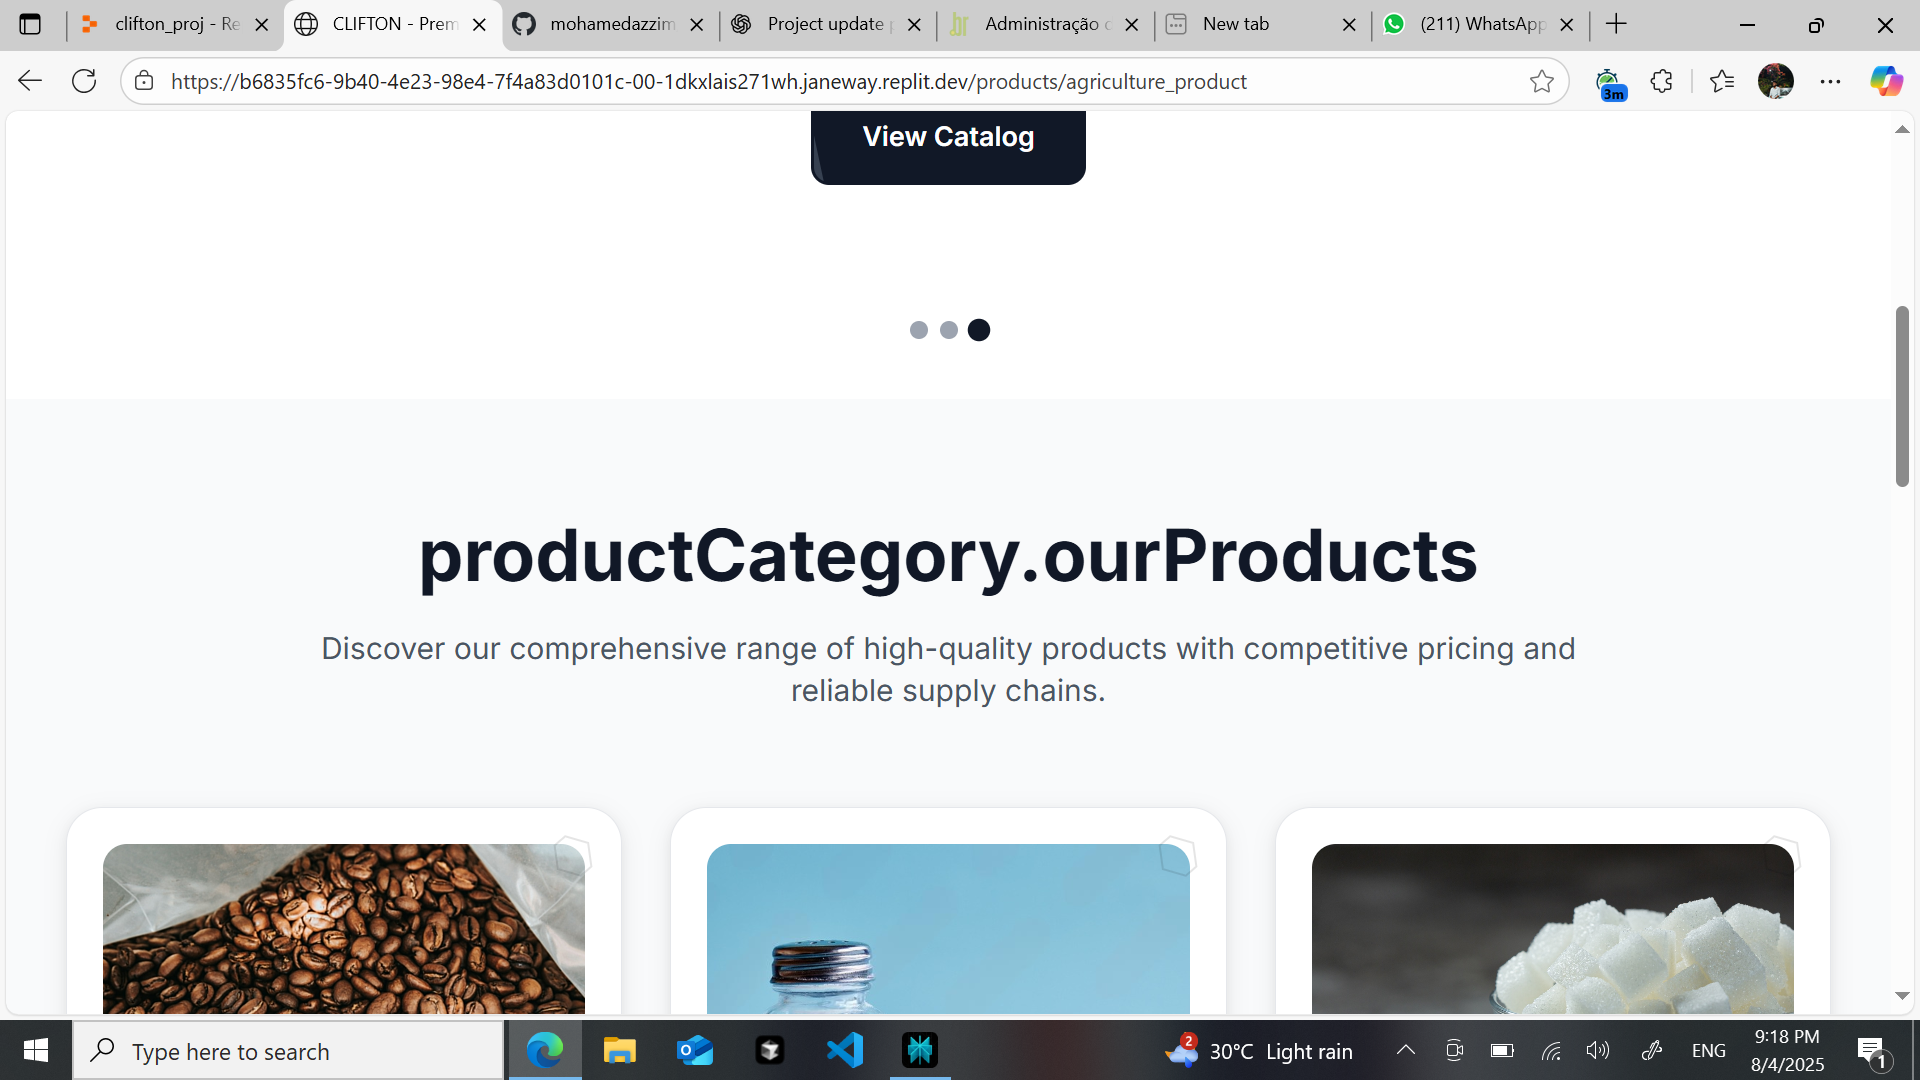 clifton_proj - Re
CLIFTON - Prem
mohamedazzim
Project update p
Administração c
New tab
(211) WhatsApp
https://b6835fc6-9b40-4e23-98e4-7f4a83d0101c-00-1dkxlais271wh.janeway.replit.dev/products/agriculture_product
3m
View Catalog
productCategory.ourProducts
Discover our comprehensive range of high-quality products with competitive pricing and
reliable supply chains.
Type here to search
2
30°C Light rain
ENG
9:18 PM
8/4/2025
1